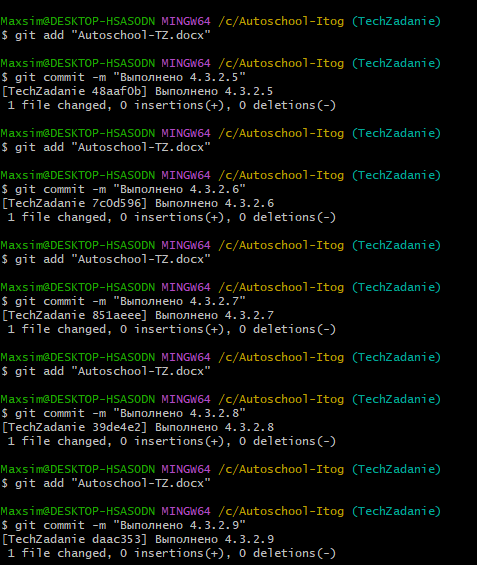 Maxsim@DESKTOP-HSASODN MINGW64 /c/Autoschool-Itog (TechZadanie)
$ git add "Autoschool-TZ.docx"
Maxsim@DESKTOP-HSASODN MINGW64 /c/Autoschool-Itog (TechZadanie)
$ git commit -m "Выполнено 4.3.2.5"
[TechZadanie 48aaf0b] Выполнено 4.3.2.5
1 file changed, 0 insertions(+), 0 deletions(-)
Maxsim@DESKTOP-HSASODN MINGW64 /c/Autoschool-Itog (TechZadanie)
$ git add "Autoschool-TZ.docx"
Maxsim@DESKTOP-HSASODN MINGW64 /c/Autoschool-Itog (TechZadanie)
$ git commit -m "Выполнено 4.3.2.6"
[TechZadanie 7c0d596] Выполнено 4.3.2.6
1 file changed, 0 insertions(+), 0 deletions(-)
Maxsim@DESKTOP-HSASODN MINGW64 /c/Autoschool-Itog (TechZadanie)
$ git add "Autoschool-TZ.docx"
Maxsim@DESKTOP-HSASODN MINGW64 /c/Autoschool-Itog (TechZadanie)
$ git commit -m "Выполнено 4.3.2.7"
[TechZadanie 851aeee] Выполнено 4.3.2.7
1 file changed, 0 insertions(+), 0 deletions(-)
Maxsim@DESKTOP-HSASODN MINGW64 /c/Autoschool-Itog (TechZadanie)
$ git add "Autoschool-TZ.docx"
Maxsim@DESKTOP-HSASODN MINGW64 /c/Autoschool-Itog (TechZadanie)
$ git commit -m "Выполнено 4.3.2.8"
[TechZadanie 39de4e2] Выполнено 4.3.2.8
1 file changed, 0 insertions(+), 0 deletions(-)
Maxsim@DESKTOP-HSASODN MINGW64 /c/Autoschool-Itog (TechZadanie)
$ git add "Autoschool-TZ.docx"
Maxsim@DESKTOP-HSASODN MINGW64 /c/Autoschool-Itog (TechZadanie)
$ git commit -m "Выполнено 4.3.2.9"
[TechZadanie daac353] Выполнено 4.3.2.9
1 file changed, 0 insertions(+), 0 deletions(-)